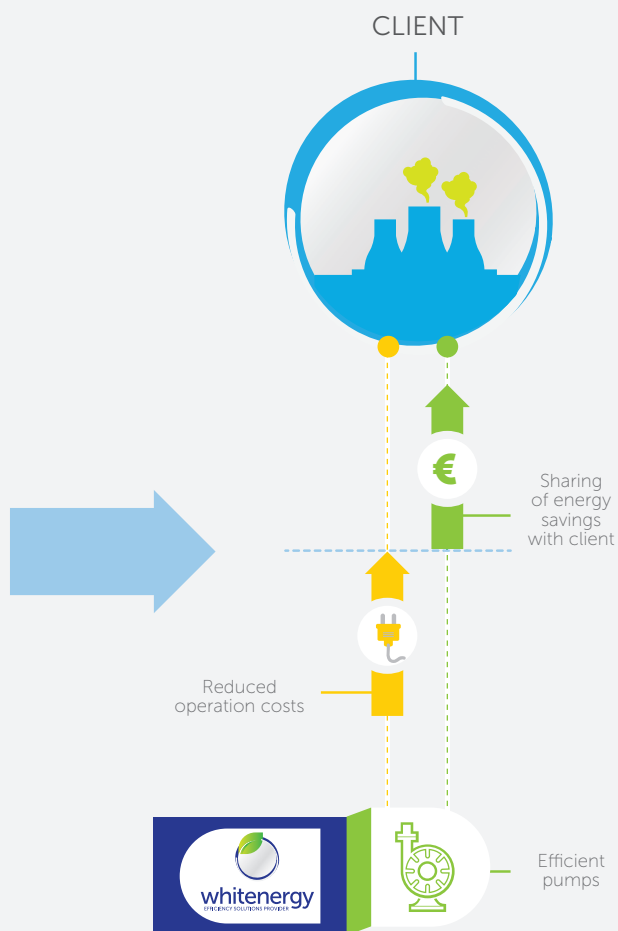 CLIENT
€
Sharing
of energy
savings
with client
Reduced
operation costs
whitenergy
EFFICIENCY SOLUTIONS PROVIDER
Efficient
pumps